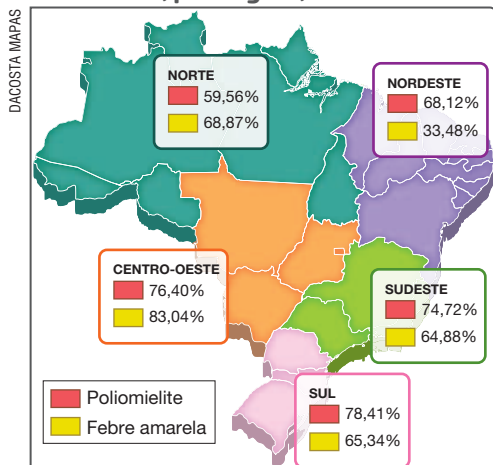 DACOSTA MAPAS
NORTE
59,56%
68,87%
NORDESTE
68,12%
33,48%
CENTRO-OESTE
76,40%
83,04%
SUDESTE
74,72%
64,88%
SUL
78,41%
65,34%
Poliomielite
Febre amarela